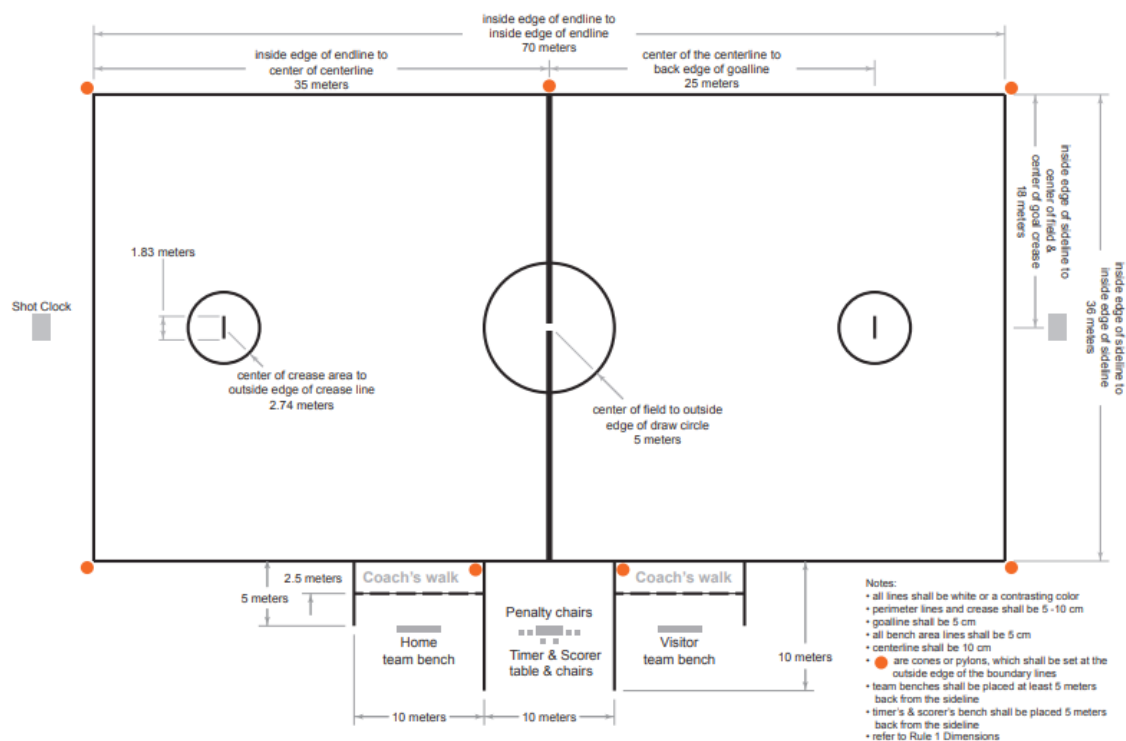 inside edge of endline to
inside edge of endline
70 meters
inside edge of endline to
center of centerline
35 meters
center of the centerline to
back edge of goalline
25 meters
inside edge of sideline to
center of field &
center of goal crease
18 meters
inside edge of sideline to
inside edge of sideline
36 meters
1.83 meters
Shot Clock
center of crease area to
outside edge of crease line
2.74 meters
center of field to outside
edge of draw circle
5 meters
2.5 meters
5 meters
Coach's walk
Coach's walk
Penalty chairs
Home
team bench
Timer & Scorer
table & chairs
Visitor
team bench
10 meters
10 meters
10 meters
Notes:
• all lines shall be white or a contrasting color
• perimeter lines and crease shall be 5 -10 cm
• goalline shall be 5 cm
• all bench area lines shall be 5 cm
• centerline shall be 10 cm
• are cones or pylons, which shall be set at the
outside edge of the boundary lines
• team benches shall be placed at least 5 meters
back from the sideline
• timer's & scorer's bench shall be placed 5 meters
back from the sideline
• refer to Rule 1 Dimensions